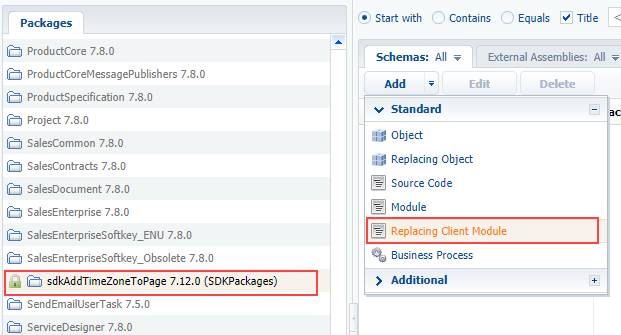 Packages
ProductCore 7.8.0
ProductCoreMessagePublishers 7.8.0
ProductSpecification 7.8.0
Project 7.8.0
SalesCommon 7.8.0
SalesContracts 7.8.0
SalesDocument 7.8.0
SalesEnterprise 7.8.0
SalesEnterpriseSoftkey_ENU 7.8.0
SalesEnterpriseSoftkey_Obsolete 7.8.0
sdkAddTimeZoneToPage 7.12.0 (SDKPackages)
SendEmailUserTask 7.5.0
ServiceDesigner 7.8.0
Start with Contains Equals Title
Schemas: All External Assemblies: All
Add Edit Delete
Standard
Object
Replacing Object
Source Code
Module
Replacing Client Module
Business Process
Additional